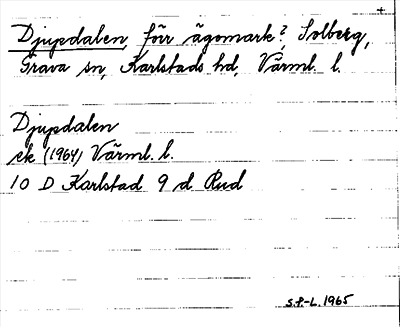 +
Djupdalen, förr ägomark?, Solberg,
Grava sn, Karlstads hd, Värml. l.
Djupdalen
ek (1964) Värml. l.
10 D Karlstad 9 d Rud
S.P.-L. 1965